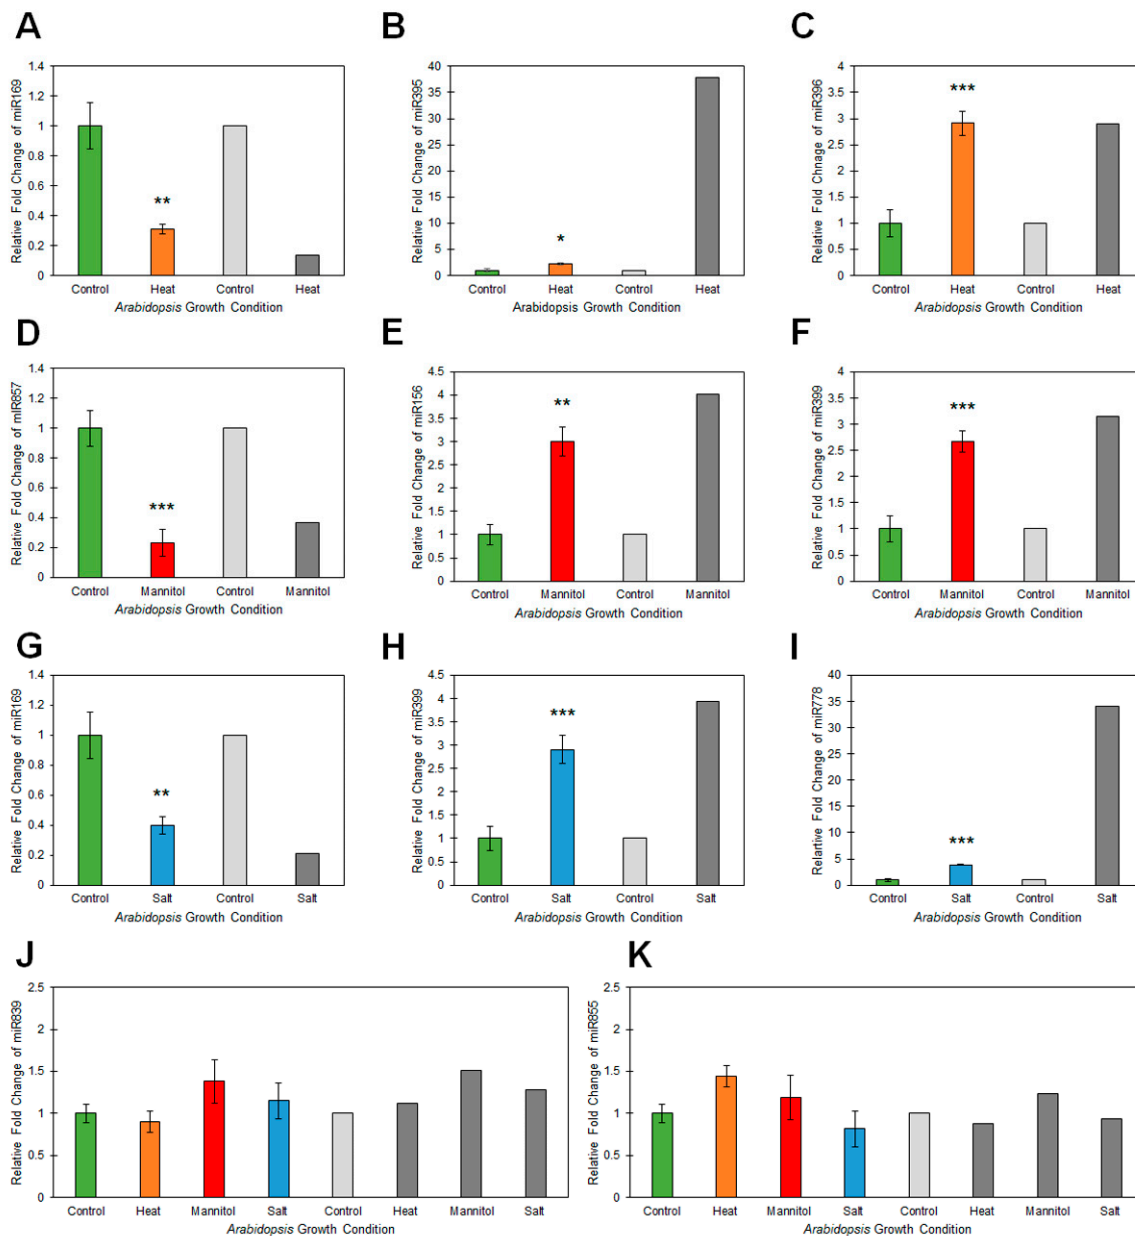 A
Relative Fold Change of miR169
1.4
1.2
1
0.8
0.6
0.4
0.2
0
**
Control Heat Control Heat
Arabidopsis Growth Condition
B
Relative Fold Change of miR395
40
35
30
25
20
15
10
5
0
*
Control Heat Control Heat
Arabidopsis Growth Condition
C
Relative Fold Cnange of miR396
4
3.5
3
2.5
2
1.5
1
0.5
0
***
Control Heat Control Heat
Arabidopsis Growth Condition
D
Relative Fold Change of mIR857
1.4
1.2
1
0.8
0.6
0.4
0.2
0
***
Control Mannitol Control Mannitol
Arabidopsis Growth Condition
E
Relative Fold Change of miR156
4.5
4
3.5
3
2.5
2
1.5
1
0.5
0
**
Control Mannitol Control Mannitol
Arabidopsis Growth Condition
F
Relative Fold Change of miR399
4
3.5
3
2.5
2
1.5
1
0.5
0
***
Control Mannitol Control Mannitol
Arabidopsis Growth Condition
G
Relative Fold Change of miR169
1.4
1.2
1
0.8
0.6
0.4
0.2
0
**
Control Salt Control Salt
Arabidopsis Growth Condition
H
Relative Fold Change of miR399
4.5
4
3.5
3
2.5
2
1.5
1
0.5
0
***
Control Salt Control Salt
Arabidopsis Growth Condition
I
Relartive Fold Change of miR778
40
35
30
25
20
15
10
5
0
***
Control Salt Control Salt
Arabidopsis Growth Condition
J
Relative Fold Change of miR839
2.5
2
1.5
1
0.5
0
Control Heat Mannitol Salt Control Heat Mannitol Salt
Arabidopsis Growth Condition
K
Relative Fold Change of miR855
2.5
2
1.5
1
0.5
0
Control Heat Mannitol Salt Control Heat Mannitol Salt
Arabidopsis Growth Condition